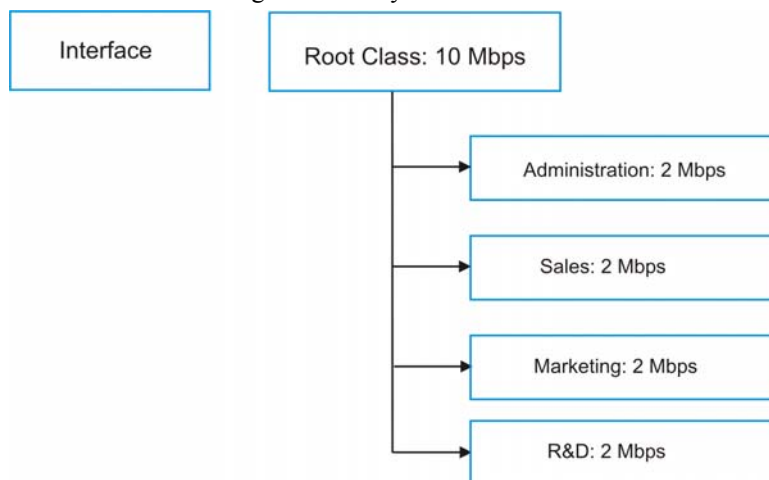 Interface
Root Class: 10 Mbps
Administration: 2 Mbps
Sales: 2 Mbps
Marketing: 2 Mbps
R&D: 2 Mbps